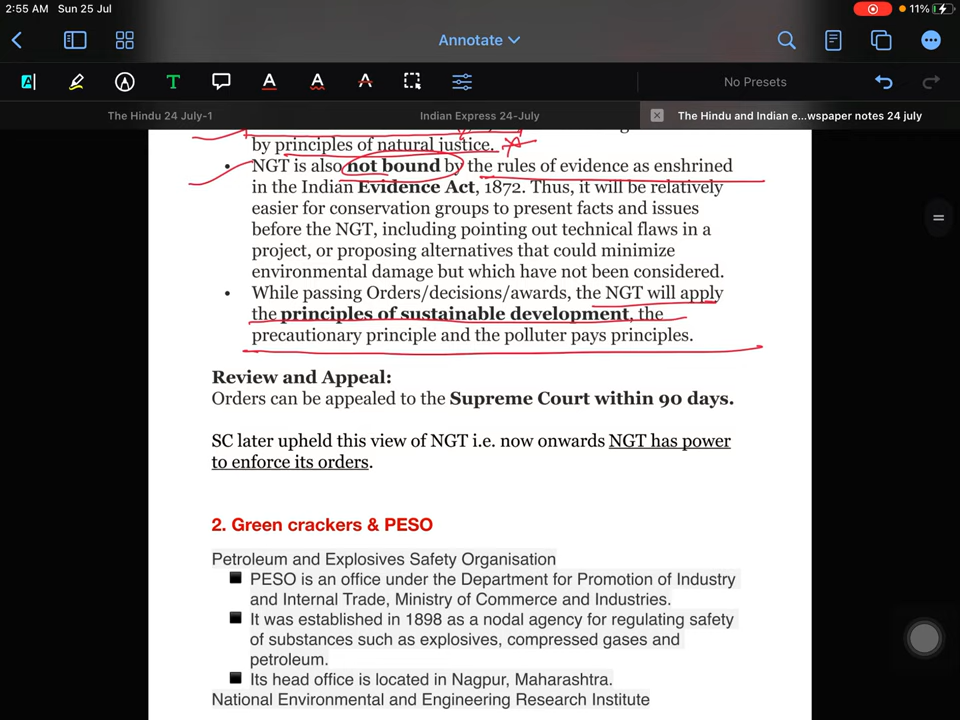 2:55 AM Sun 25 Jul
11%
Annotate
No Presets
The Hindu 24 July-1
Indian Express 24-July
The Hindu and Indian e...wspaper notes 24 july
by principles of natural justice.
• NGT is also not bound by the rules of evidence as enshrined
in the Indian Evidence Act, 1872. Thus, it will be relatively
easier for conservation groups to present facts and issues
before the NGT, including pointing out technical flaws in a
project, or proposing alternatives that could minimize
environmental damage but which have not been considered.
• While passing Orders/decisions/awards, the NGT will apply
the principles of sustainable development, the
precautionary principle and the polluter pays principles.
Review and Appeal:
Orders can be appealed to the Supreme Court within 90 days.
SC later upheld this view of NGT i.e. now onwards NGT has power
to enforce its orders.
2. Green crackers & PESO
Petroleum and Explosives Safety Organisation
PESO is an office under the Department for Promotion of Industry
and Internal Trade, Ministry of Commerce and Industries.
It was established in 1898 as a nodal agency for regulating safety
of substances such as explosives, compressed gases and
petroleum.
Its head office is located in Nagpur, Maharashtra.
National Environmental and Engineering Research Institute